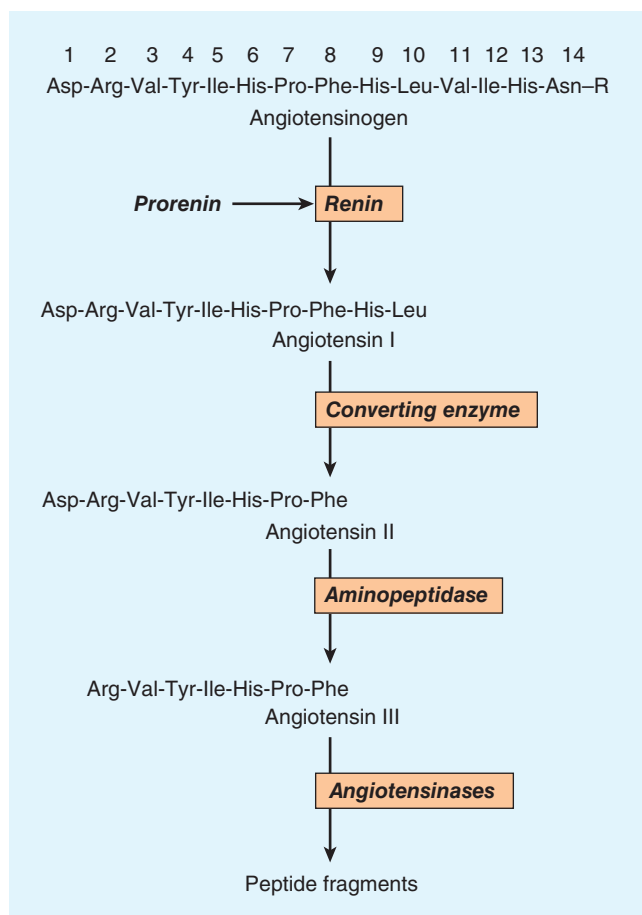 1 2 3 4 5 6 7 8 9 10 11 12 13 14
Asp-Arg-Val-Tyr-Ile-His-Pro-Phe-His-Leu-Val-Ile-His-Asn–R
Angiotensinogen
Prorenin Renin
Asp-Arg-Val-Tyr-Ile-His-Pro-Phe-His-Leu
Angiotensin I
Converting enzyme
Asp-Arg-Val-Tyr-Ile-His-Pro-Phe
Angiotensin II
Aminopeptidase
Arg-Val-Tyr-Ile-His-Pro-Phe
Angiotensin III
Angiotensinases
Peptide fragments